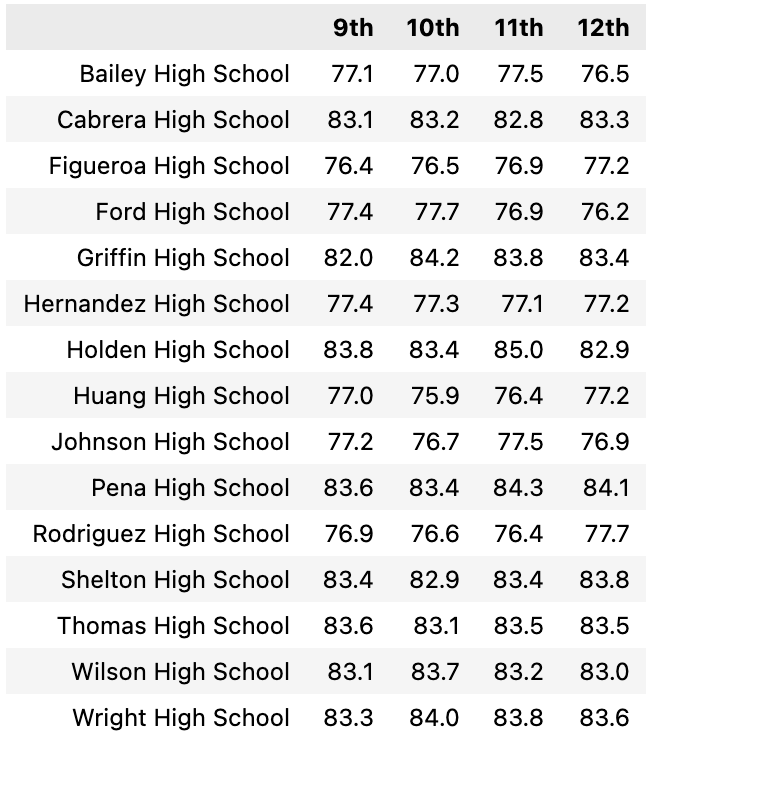 9th 10th 11th 12th
Bailey High School 77.1 77.0 77.5 76.5
Cabrera High School 83.1 83.2 82.8 83.3
Figueroa High School 76.4 76.5 76.9 77.2
Ford High School 77.4 77.7 76.9 76.2
Griffin High School 82.0 84.2 83.8 83.4
Hernandez High School 77.4 77.3 77.1 77.2
Holden High School 83.8 83.4 85.0 82.9
Huang High School 77.0 75.9 76.4 77.2
Johnson High School 77.2 76.7 77.5 76.9
Pena High School 83.6 83.4 84.3 84.1
Rodriguez High School 76.9 76.6 76.4 77.7
Shelton High School 83.4 82.9 83.4 83.8
Thomas High School 83.6 83.1 83.5 83.5
Wilson High School 83.1 83.7 83.2 83.0
Wright High School 83.3 84.0 83.8 83.6